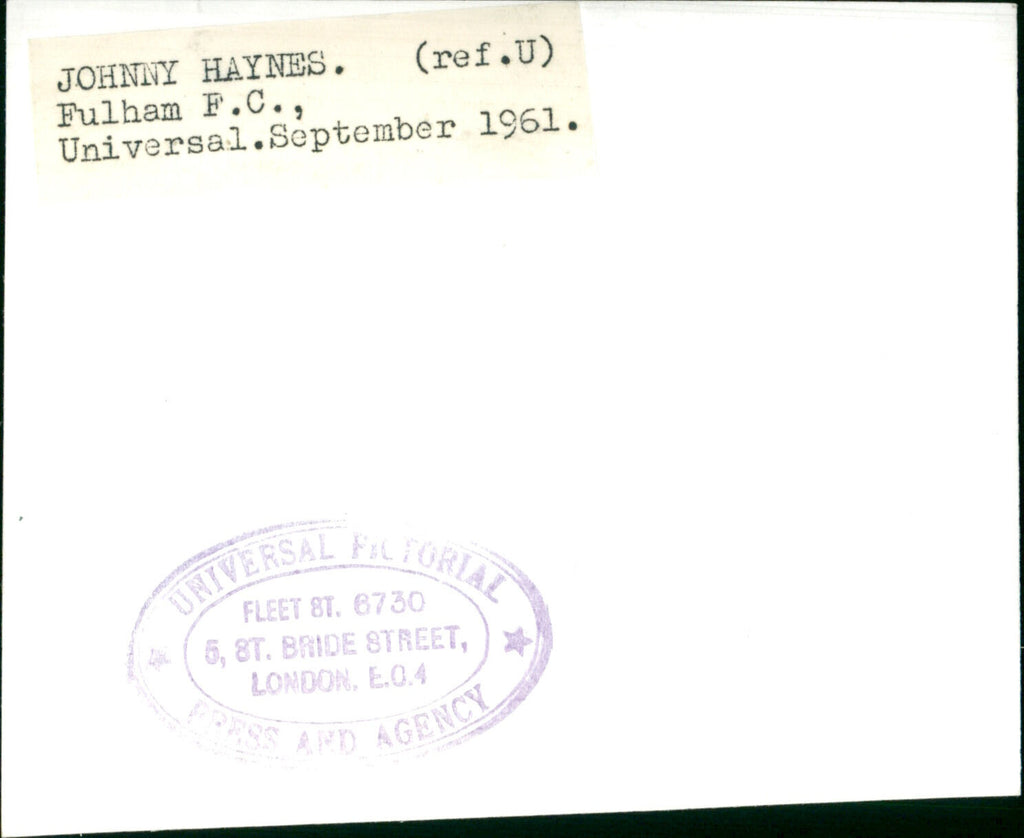 JOHNNY HAYNES. (ref.U)
Fulham F.C.,
Universal.September 1961.
UNIVERSAL PICTORIAL
FLEET ST. 6730
5, ST. BRIDE STREET,
LONDON, E.C.4
PRESS AND AGENCY